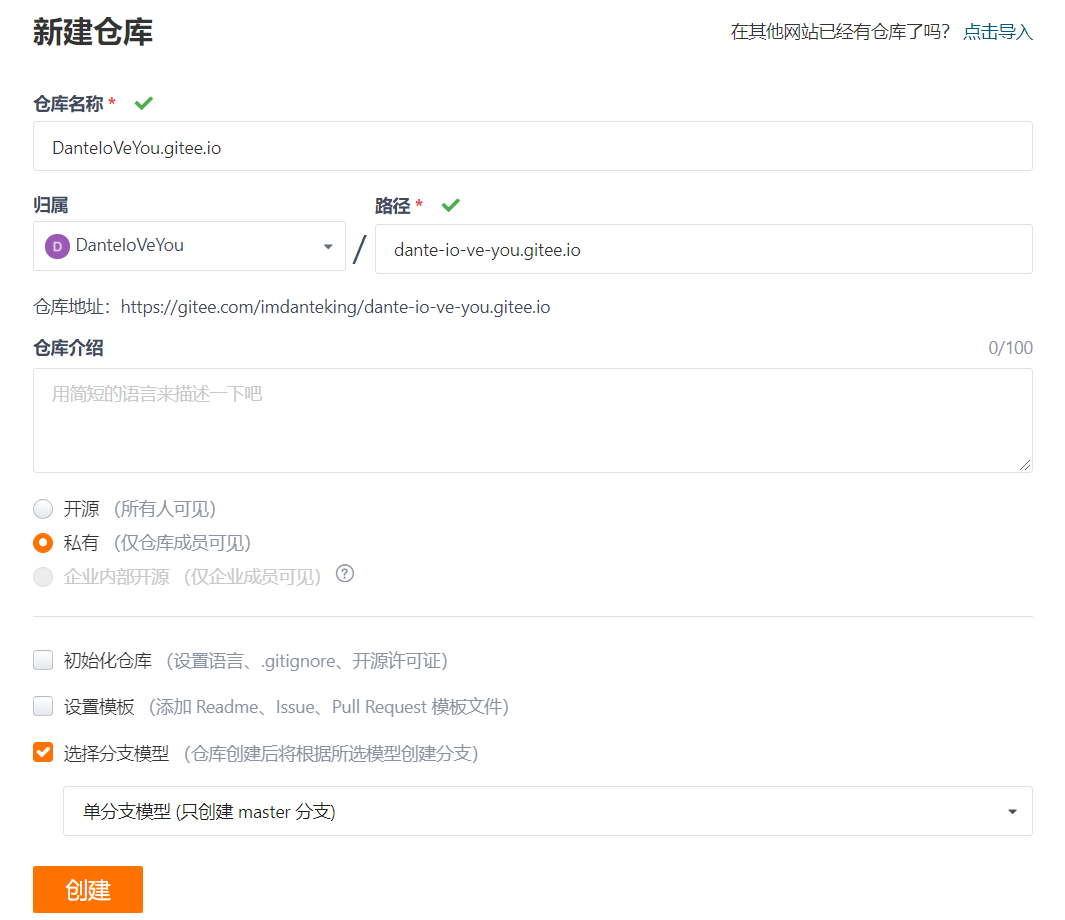 新建仓库
在其他网站已经有仓库了吗? 点击导入
仓库名称 *
DanteIoVeYou.gitee.io
归属
路径 *
D DanteIoVeYou
/
dante-io-ve-you.gitee.io
仓库地址：https://gitee.com/imdanteking/dante-io-ve-you.gitee.io
仓库介绍
0/100
用简短的语言来描述一下吧
开源 (所有人可见)
私有 (仅仓库成员可见)
企业内部开源 (仅企业成员可见) ?
初始化仓库 (设置语言、.gitignore、开源许可证)
设置模板 (添加 Readme、Issue、Pull Request 模板文件)
选择分支模型 (仓库创建后将根据所选模型创建分支)
单分支模型 (只创建 master 分支)
创建